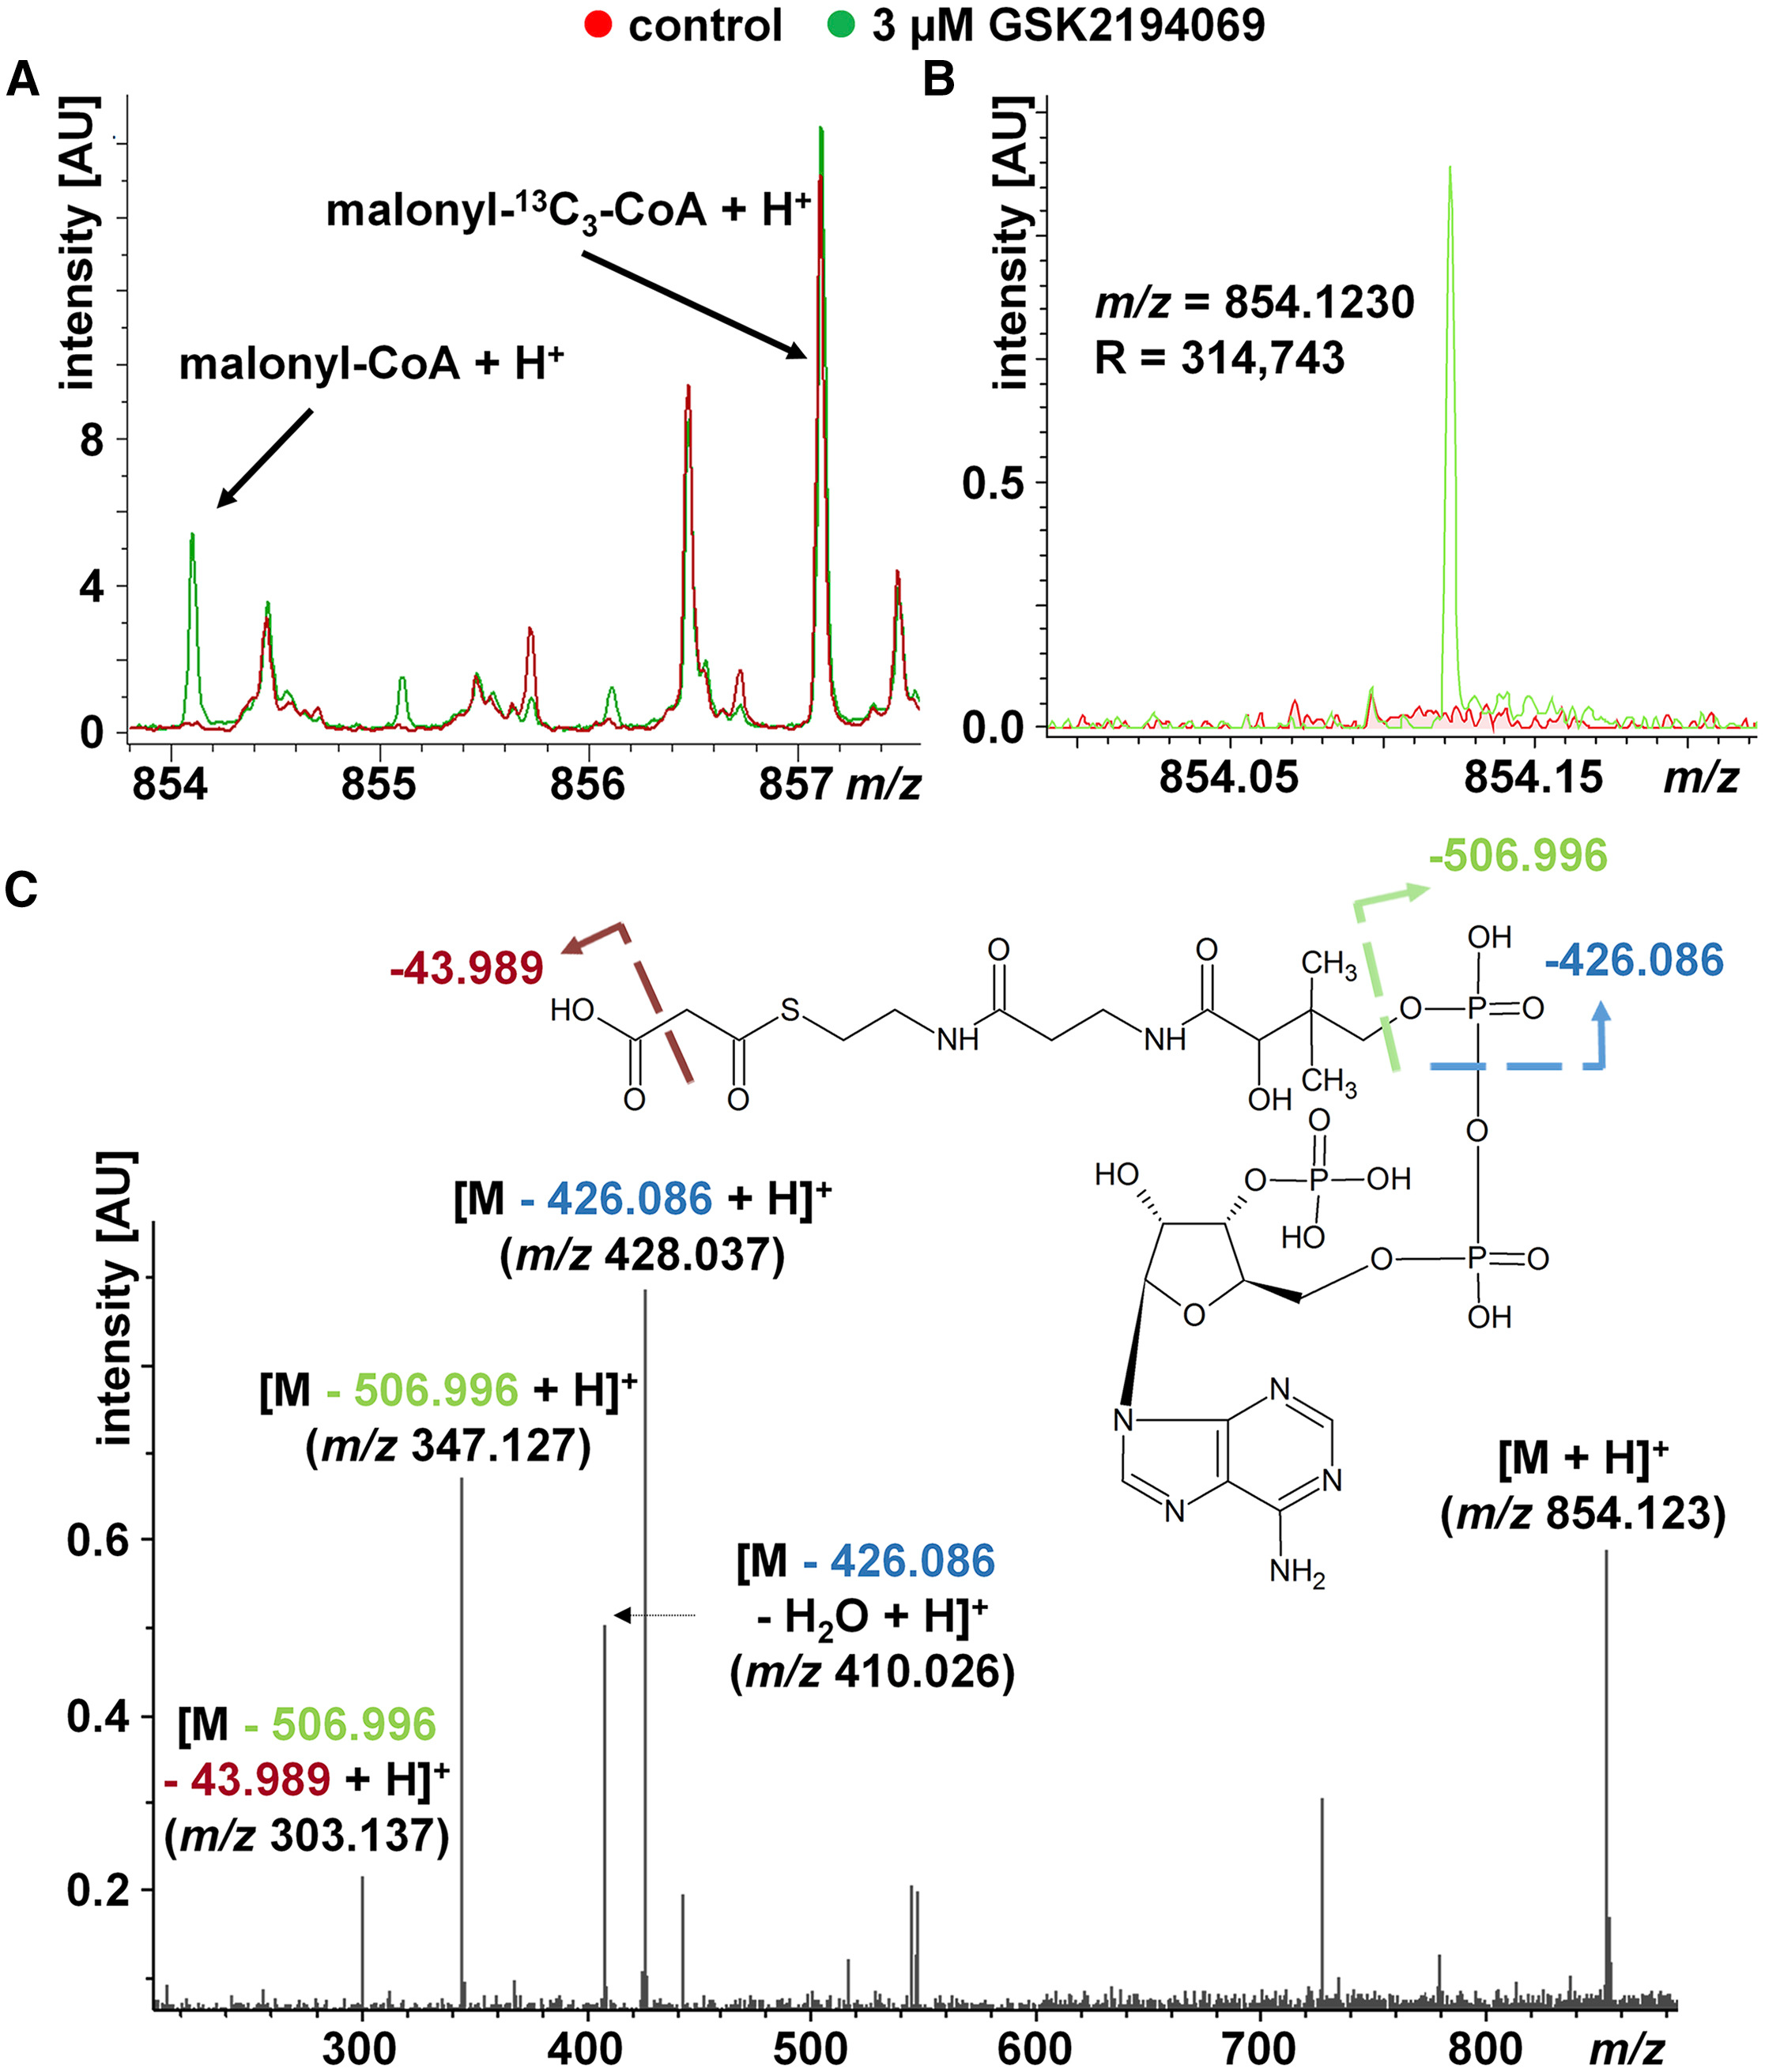 control 3 µM GSK2194069
A
intensity [AU]
malonyl-¹³C₃-CoA + H⁺
malonyl-CoA + H⁺
8
4
0
854 855 856 857 m/z
B
intensity [AU]
m/z = 854.1230
R = 314,743
0.5
0.0
854.05 854.15 m/z
C
-506.996
-43.989
-426.086
HO O O S NH O NH O OH CH₃ CH₃ O P O OH
O
HO O P O OH HO
O O P O OH
N N N N
NH₂
intensity [AU]
[M - 426.086 + H]⁺
(m/z 428.037)
[M - 506.996 + H]⁺
(m/z 347.127)
[M + H]⁺
(m/z 854.123)
[M - 426.086
- H₂O + H]⁺
(m/z 410.026)
[M - 506.996
- 43.989 + H]⁺
(m/z 303.137)
0.6
0.4
0.2
300 400 500 600 700 800 m/z